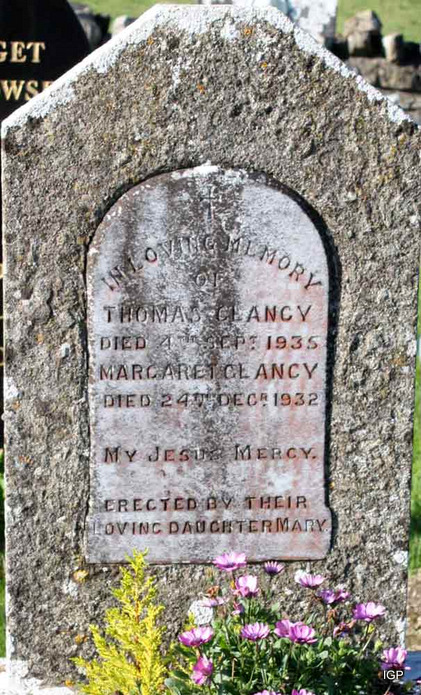 GET
IN LOVING MEMORY
OF
THOMAS CLANCY
DIED 4TH SEPT. 1935
MARGARET CLANCY
DIED 24TH DECR. 1932
MY JESUS MERCY.
ERECTED BY THEIR
LOVING DAUGHTER MARY.
IGP